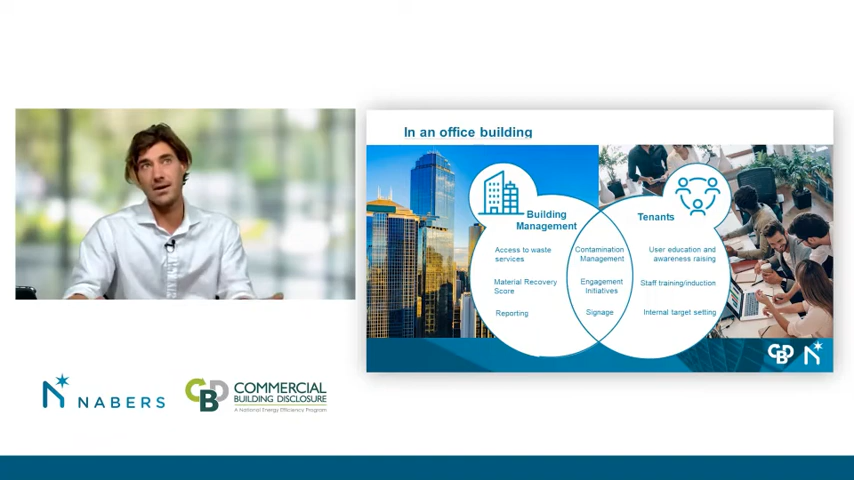 In an office building
Building
Management
Tenants
Access to waste
services
Contamination
Management
User education and
awareness raising
Material Recovery
Score
Engagement
Initiatives
Staff training/induction
Reporting
Signage
Internal target setting
CBD
N
NABERS
CBD
COMMERCIAL
BUILDING DISCLOSURE
A National Energy Efficiency Program